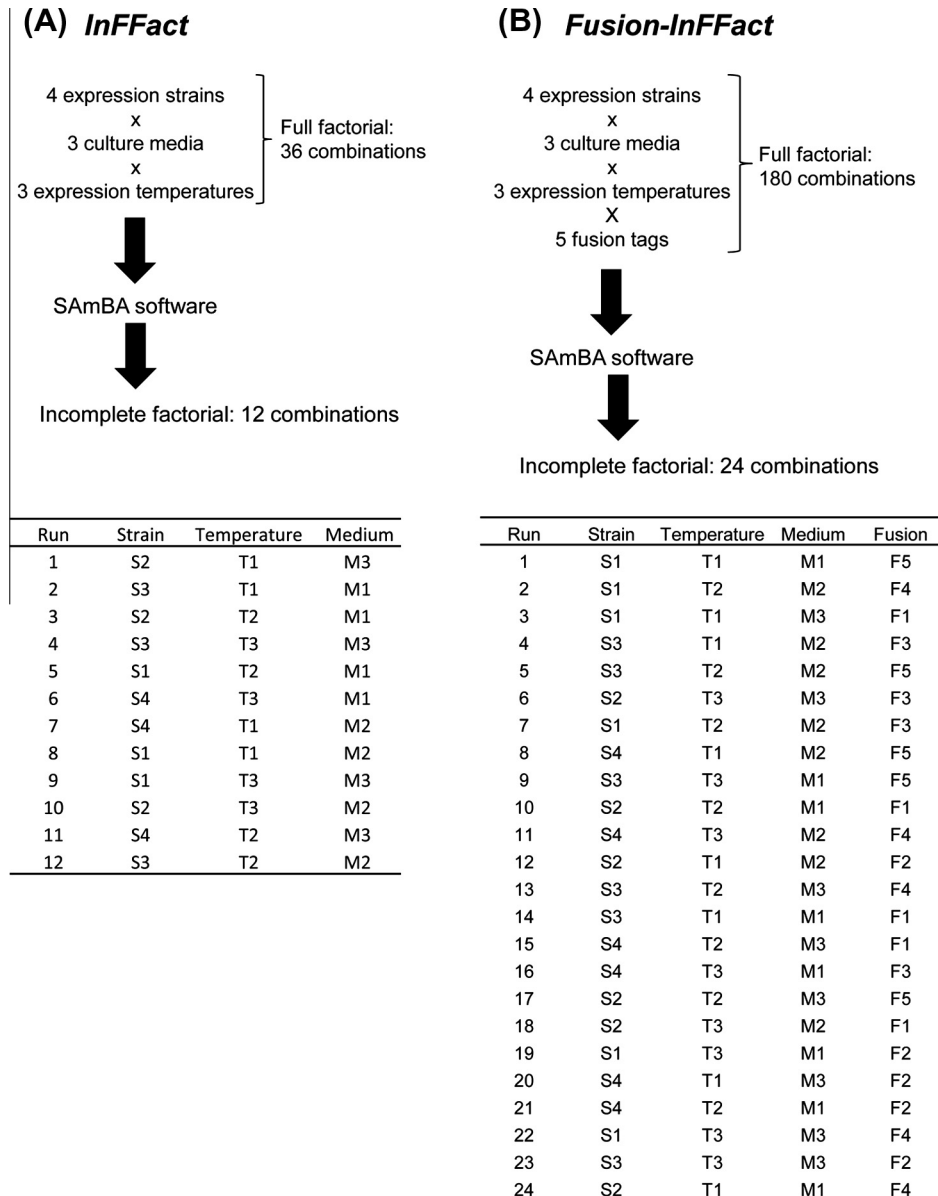 (A) InFFact
4 expression strains
x
3 culture media
x
3 expression temperatures
Full factorial:
36 combinations
SAmBA software
Incomplete factorial: 12 combinations
Run Strain Temperature Medium
1 S2 T1 M3
2 S3 T1 M1
3 S2 T2 M1
4 S3 T3 M3
5 S1 T2 M1
6 S4 T3 M1
7 S4 T1 M2
8 S1 T1 M2
9 S1 T3 M3
10 S2 T3 M2
11 S4 T2 M3
12 S3 T2 M2
(B) Fusion-InFFact
4 expression strains
x
3 culture media
x
3 expression temperatures
X
5 fusion tags
Full factorial:
180 combinations
SAmBA software
Incomplete factorial: 24 combinations
Run Strain Temperature Medium Fusion
1 S1 T1 M1 F5
2 S1 T2 M2 F4
3 S1 T1 M3 F1
4 S3 T1 M2 F3
5 S3 T2 M2 F5
6 S2 T3 M3 F3
7 S1 T2 M2 F3
8 S4 T1 M2 F5
9 S3 T3 M1 F5
10 S2 T2 M1 F1
11 S4 T3 M2 F4
12 S2 T1 M2 F2
13 S3 T2 M3 F4
14 S3 T1 M1 F1
15 S4 T2 M3 F1
16 S4 T3 M1 F3
17 S2 T2 M3 F5
18 S2 T3 M2 F1
19 S1 T3 M1 F2
20 S4 T1 M3 F2
21 S4 T2 M1 F2
22 S1 T3 M3 F4
23 S3 T3 M3 F2
24 S2 T1 M1 F4